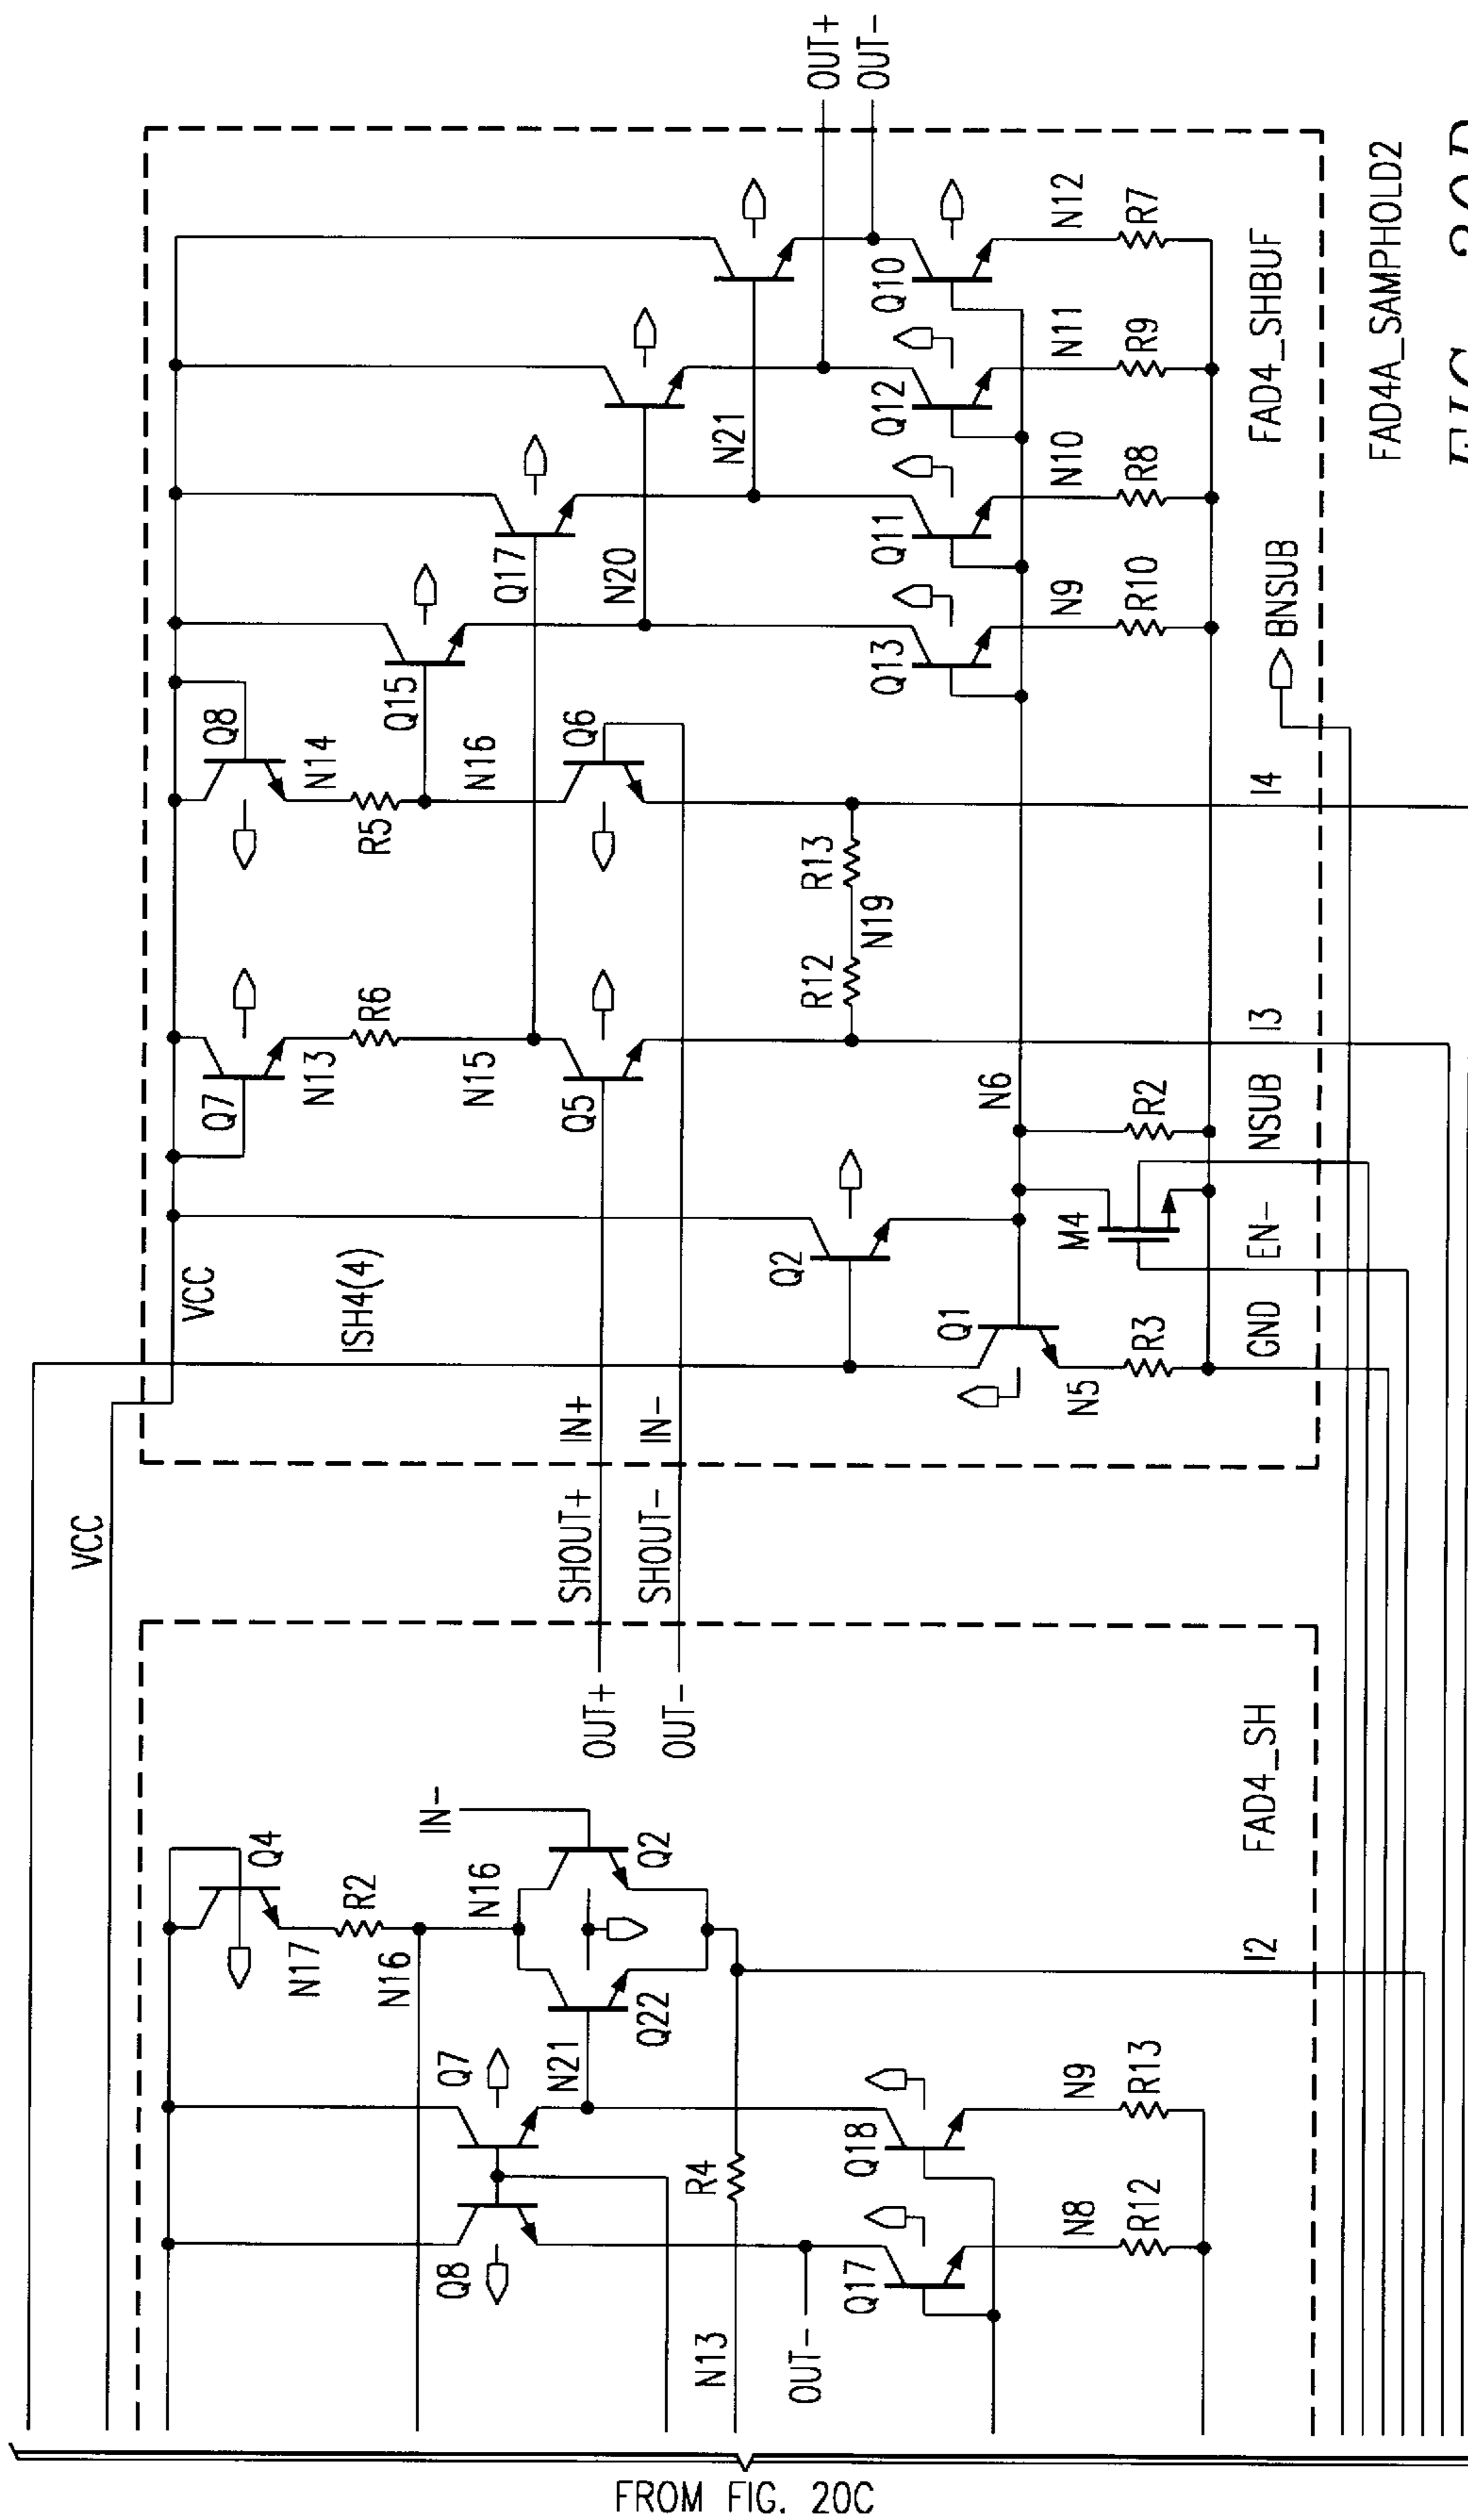 OUT+
OUT-
VCC
VCC
ISH4(4)
Q7
N13
R6
N15
Q5
Q8
N14
R5
N16
Q6
Q15
N20
Q17
N21
IN+
IN-
SHOUT+
SHOUT-
OUT+
OUT-
R12
N19
R13
Q2
Q1
N5
R3
M4
N6
R2
Q13
N9
R10
Q11
N10
R8
Q12
N11
R9
Q10
N12
R7
GND
EN-
NSUB
I3
I4
BNSUB
FAD4_SHBUF
FAD4A_SAMPHOLD2
Q4
N17
R2
N16
N16
IN-
Q2
Q22
N21
Q7
Q8
R4
N13
OUT-
Q18
Q17
N9
R13
N8
R12
I2
FAD4_SH
FROM FIG. 20C